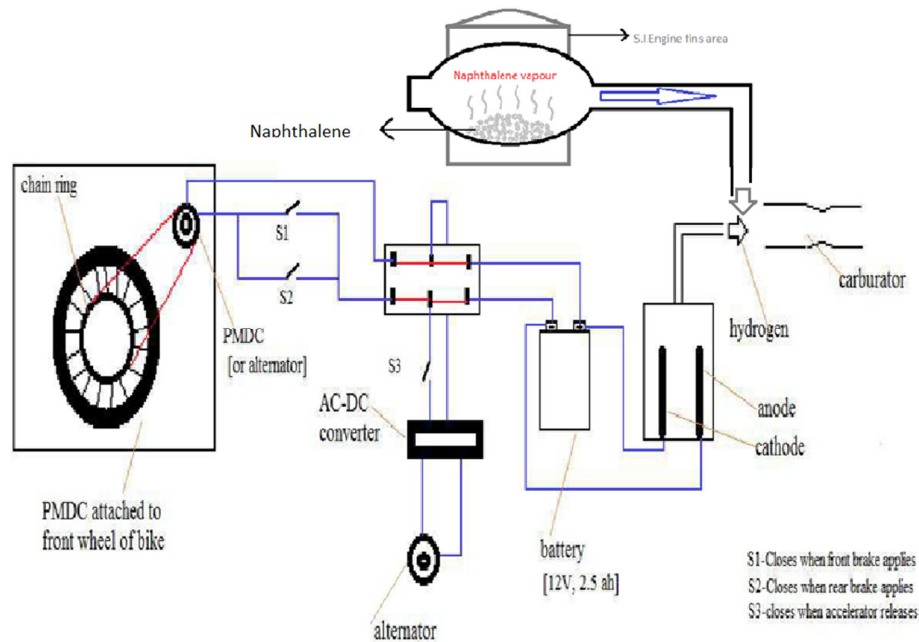 S.I.Engine fins area
Naphthalene vapour
Naphthalene
chain ring
S1
S2
PMDC
[or alternator]
S3
AC-DC
converter
carburator
hydrogen
anode
cathode
PMDC attached to
front wheel of bike
battery
[12V, 2.5 ah]
alternator
S1-Closes when front brake applies
S2-Closes when rear brake applies
S3-closes when accelerator releases